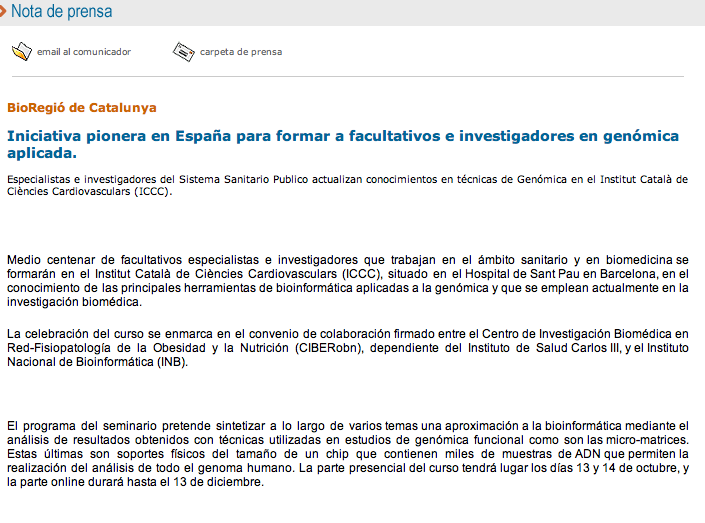 Nota de prensa
email al comunicador
carpeta de prensa
BioRegió de Catalunya
Iniciativa pionera en España para formar a facultativos e investigadores en genómica
aplicada.
Especialistas e investigadores del Sistema Sanitario Publico actualizan conocimientos en técnicas de Genómica en el Institut Català de
Ciències Cardiovasculars (ICCC).
Medio centenar de facultativos especialistas e investigadores que trabajan en el ámbito sanitario y en biomedicina se
formarán en el Institut Català de Ciències Cardiovasculars (ICCC), situado en el Hospital de Sant Pau en Barcelona, en el
conocimiento de las principales herramientas de bioinformática aplicadas a la genómica y que se emplean actualmente en la
investigación biomédica.
La celebración del curso se enmarca en el convenio de colaboración firmado entre el Centro de Investigación Biomédica en
Red-Fisiopatología de la Obesidad y la Nutrición (CIBERobn), dependiente del Instituto de Salud Carlos III, y el Instituto
Nacional de Bioinformática (INB).
El programa del seminario pretende sintetizar a lo largo de varios temas una aproximación a la bioinformática mediante el
análisis de resultados obtenidos con técnicas utilizadas en estudios de genómica funcional como son las micro-matrices.
Estas últimas son soportes físicos del tamaño de un chip que contienen miles de muestras de ADN que permiten la
realización del análisis de todo el genoma humano. La parte presencial del curso tendrá lugar los días 13 y 14 de octubre, y
la parte online durará hasta el 13 de diciembre.